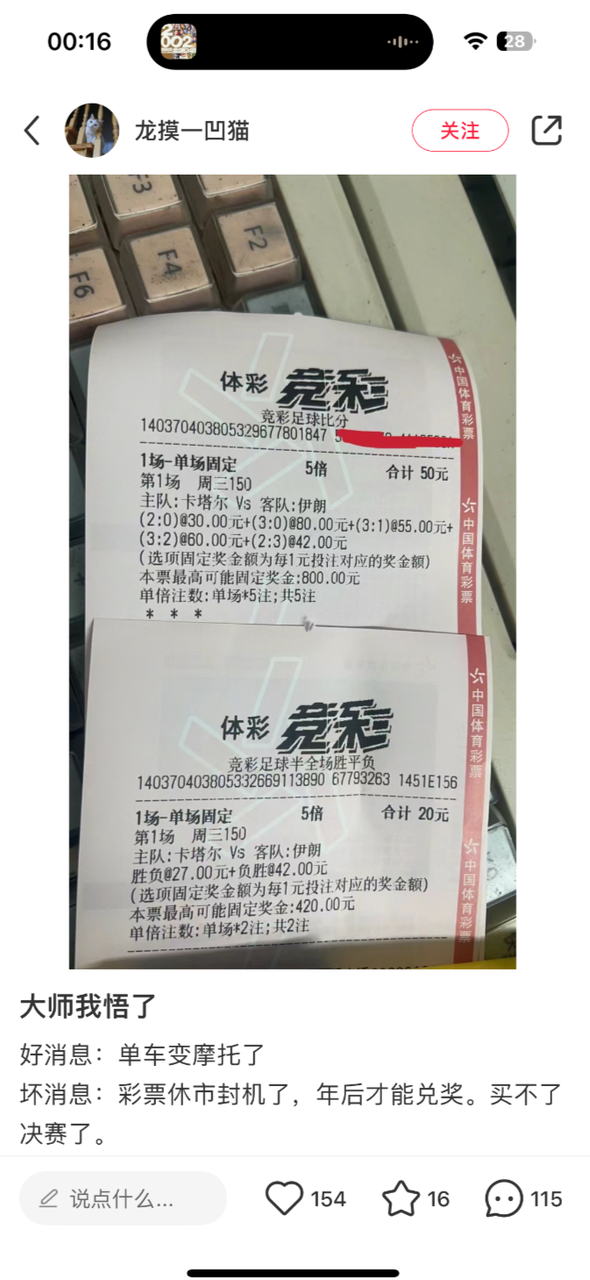 00:16
28
龙摸一凹猫
关注
F3
F2
F4
F6
体彩 竞彩
竞彩足球比分
140370403805329677801847
1场-单场固定 5倍 合计 50元
第1场 周三150
主队:卡塔尔 Vs 客队:伊朗
(2:0)@30.00元+(3:0)@80.00元+(3:1)@55.00元+
(3:2)@60.00元+(2:3)@42.00元
(选项固定奖金额为每1元投注对应的奖金额)
本票最高可能固定奖金:800.00元
单倍注数:单场*5注;共5注
* * *
中国体育彩票
中国体育彩票
体彩 竞彩
竞彩足球半全场胜平负
140370403805332669113890 67793263 1451E156
1场-单场固定 5倍 合计 20元
第1场 周三150
主队:卡塔尔 Vs 客队:伊朗
胜负@27.00元+负胜@42.00元
(选项固定奖金额为每1元投注对应的奖金额)
本票最高可能固定奖金:420.00元
单倍注数:单场*2注;共2注
中国体育彩票
中国体育彩票
大师我悟了
好消息：单车变摩托了
坏消息：彩票休市封机了，年后才能兑奖。买不了
决赛了。
说点什么...
154
16
115